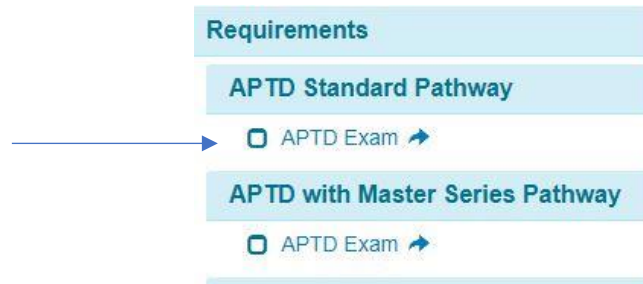 Requirements
APTD Standard Pathway
APTD Exam
APTD with Master Series Pathway
APTD Exam